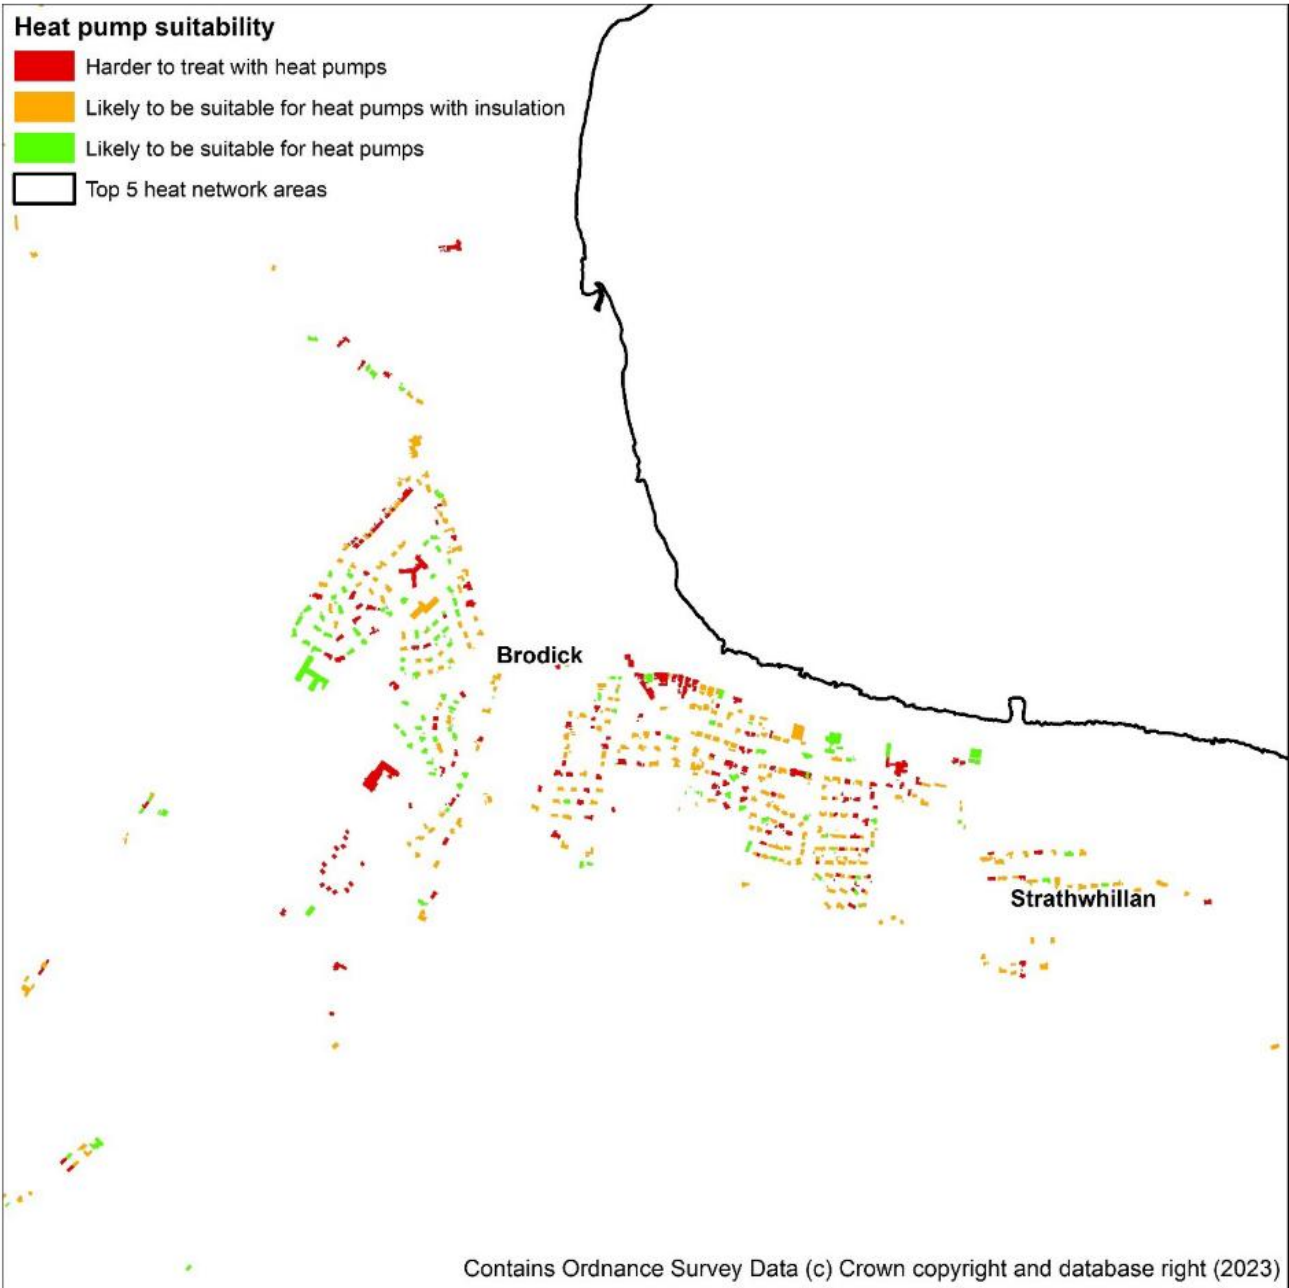 Heat pump suitability
Harder to treat with heat pumps
Likely to be suitable for heat pumps with insulation
Likely to be suitable for heat pumps
Top 5 heat network areas
Brodick
Strathwhillan
Contains Ordnance Survey Data (c) Crown copyright and database right (2023)